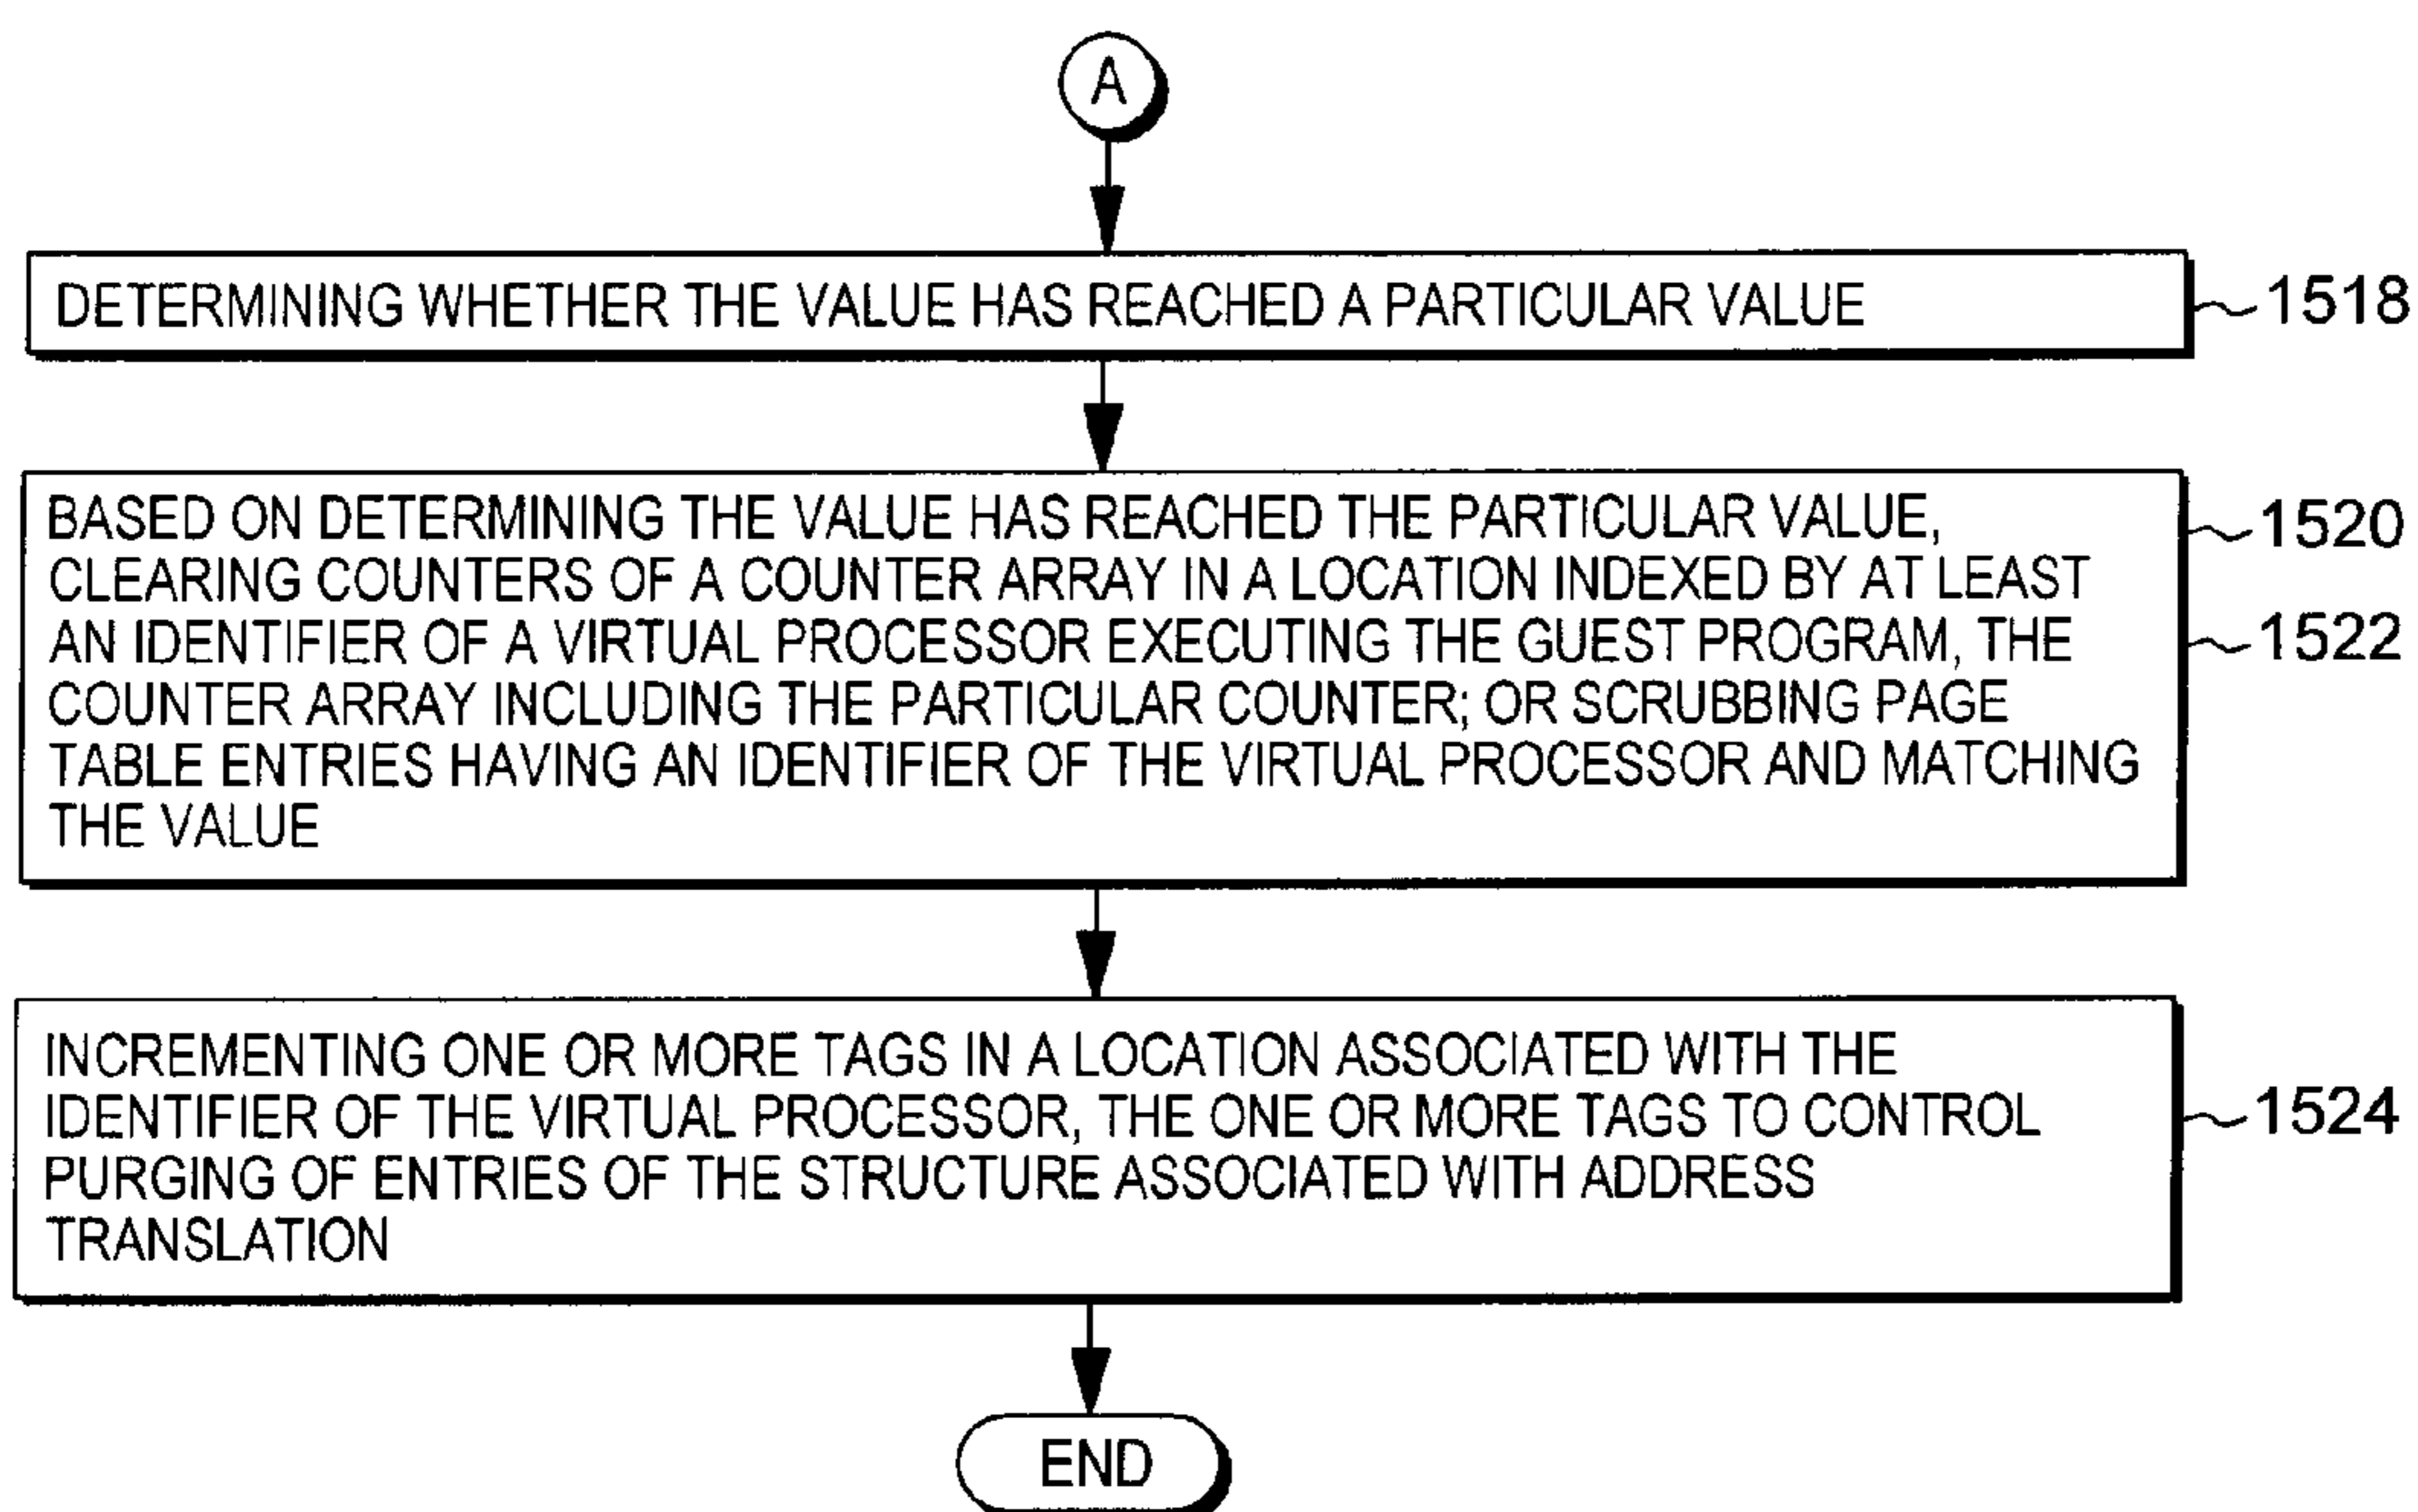 A
DETERMINING WHETHER THE VALUE HAS REACHED A PARTICULAR VALUE
1518
BASED ON DETERMINING THE VALUE HAS REACHED THE PARTICULAR VALUE,
1520
CLEARING COUNTERS OF A COUNTER ARRAY IN A LOCATION INDEXED BY AT LEAST
AN IDENTIFIER OF A VIRTUAL PROCESSOR EXECUTING THE GUEST PROGRAM, THE
1522
COUNTER ARRAY INCLUDING THE PARTICULAR COUNTER; OR SCRUBBING PAGE
TABLE ENTRIES HAVING AN IDENTIFIER OF THE VIRTUAL PROCESSOR AND MATCHING
THE VALUE
INCREMENTING ONE OR MORE TAGS IN A LOCATION ASSOCIATED WITH THE
IDENTIFIER OF THE VIRTUAL PROCESSOR, THE ONE OR MORE TAGS TO CONTROL
1524
PURGING OF ENTRIES OF THE STRUCTURE ASSOCIATED WITH ADDRESS
TRANSLATION
END